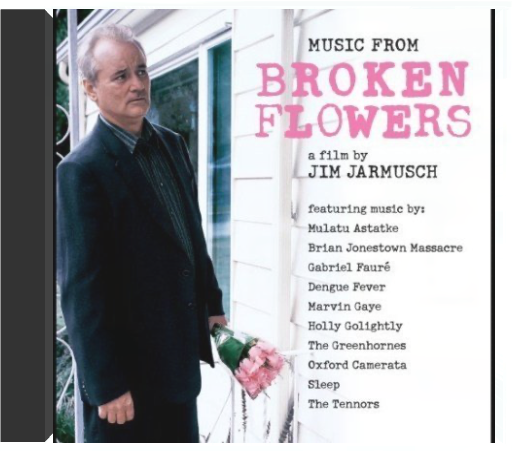 MUSIC FROM
BROKEN
FLOWERS
a film by
JIM JARMUSCH
featuring music by:
Mulatu Astatke
Brian Jonestown Massacre
Gabriel Fauré
Dengue Fever
Marvin Gaye
Holly Golightly
The Greenhornes
Oxford Camerata
Sleep
The Tennors